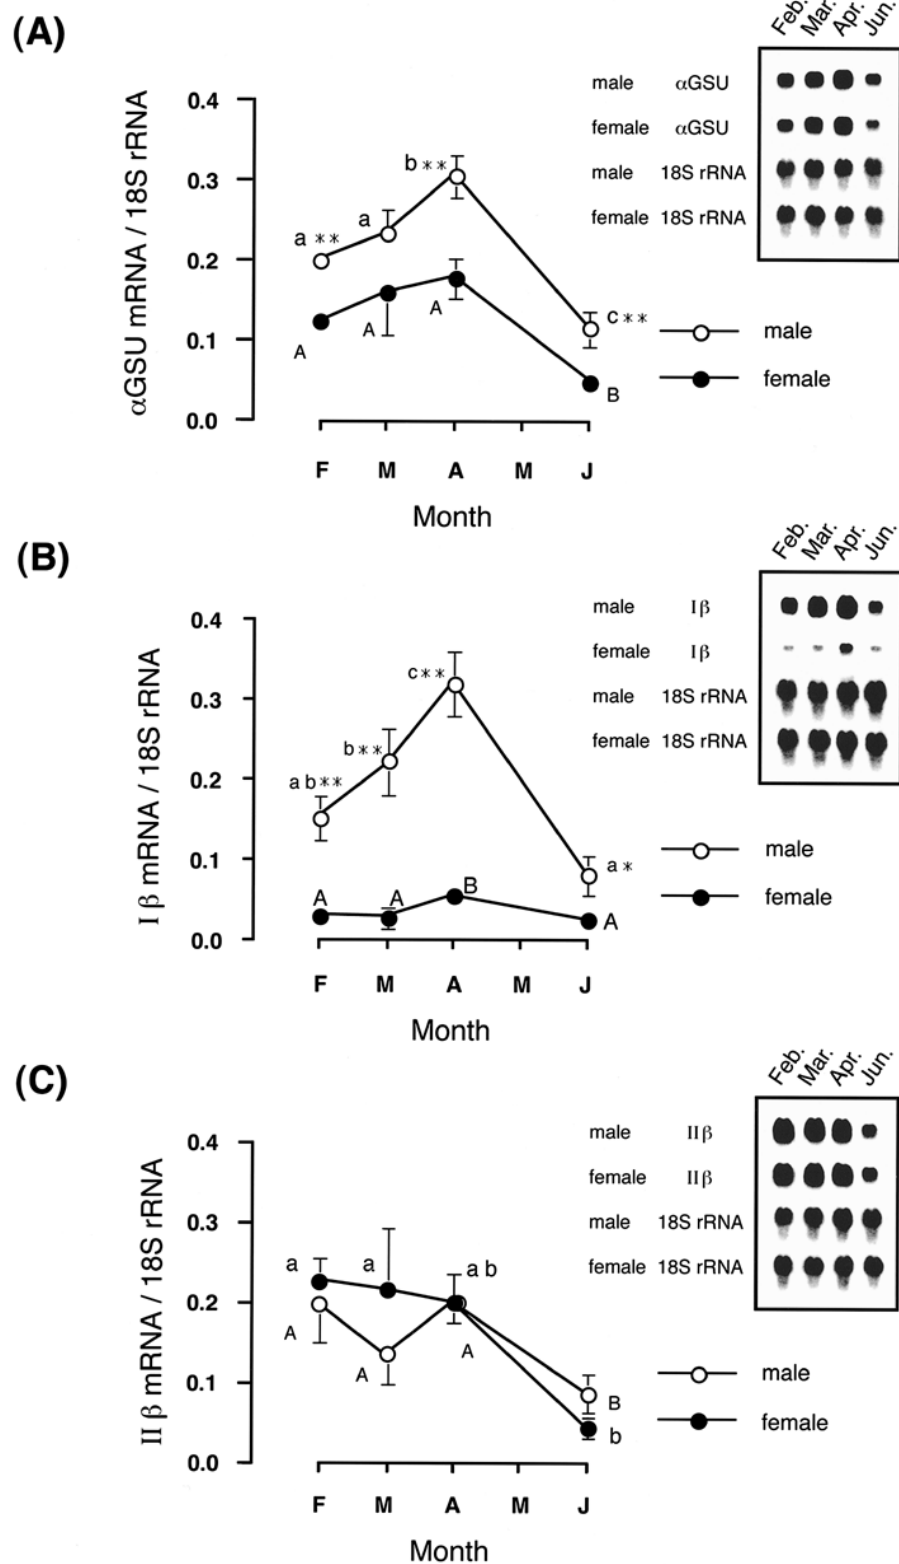 (A)
Feb. Mar. Apr. Jun.
male αGSU
female αGSU
male 18S rRNA
female 18S rRNA
αGSU mRNA / 18S rRNA
0.4
0.3
0.2
0.1
0.0
a **
a
b **
c **
A
A
A
B
male
female
F M A M J
Month
(B)
Feb. Mar. Apr. Jun.
male Iβ
female Iβ
male 18S rRNA
female 18S rRNA
Iβ mRNA / 18S rRNA
0.4
0.3
0.2
0.1
0.0
a b **
b **
c **
a *
A
A
B
A
male
female
F M A M J
Month
(C)
Feb. Mar. Apr. Jun.
male IIβ
female IIβ
male 18S rRNA
female 18S rRNA
IIβ mRNA / 18S rRNA
0.4
0.3
0.2
0.1
0.0
a
a
a b
b
A
A
A
B
male
female
F M A M J
Month